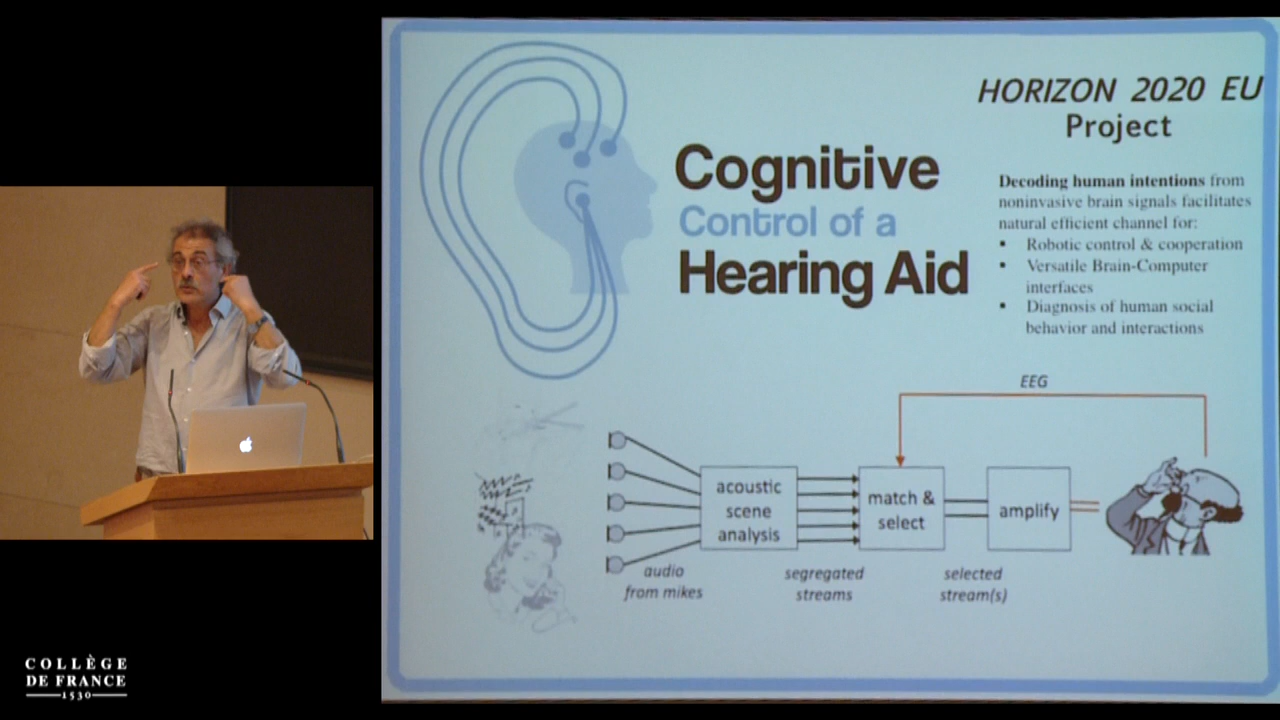 HORIZON 2020 EU
Project
Cognitive
Control of a
Hearing Aid
Decoding human intentions from
noninvasive brain signals facilitates
natural efficient channel for:
▪ Robotic control & cooperation
▪ Versatile Brain-Computer
interfaces
▪ Diagnosis of human social
behavior and interactions
EEG
acoustic
scene
analysis
match &
select
amplify
audio
from mikes
segregated
streams
selected
stream(s)
COLLÈGE
DE FRANCE
1530